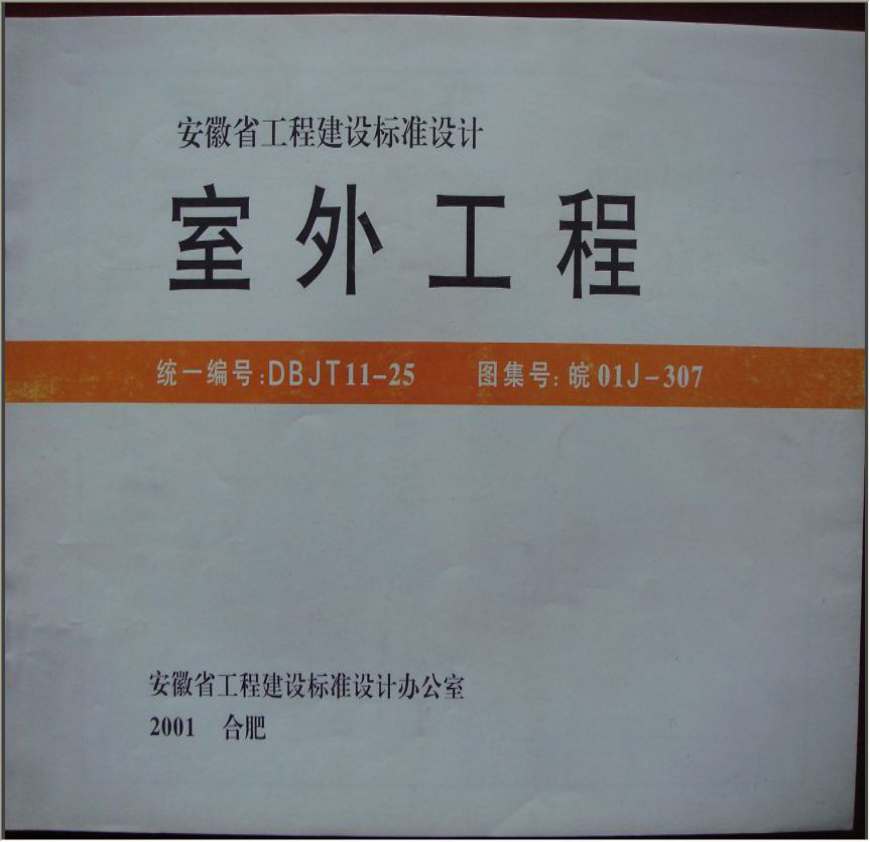 安徽省工程建设标准设计
室外工程
统一编号:DBJT11-25 图集号:皖01J-307
安徽省工程建设标准设计办公室
2001 合肥